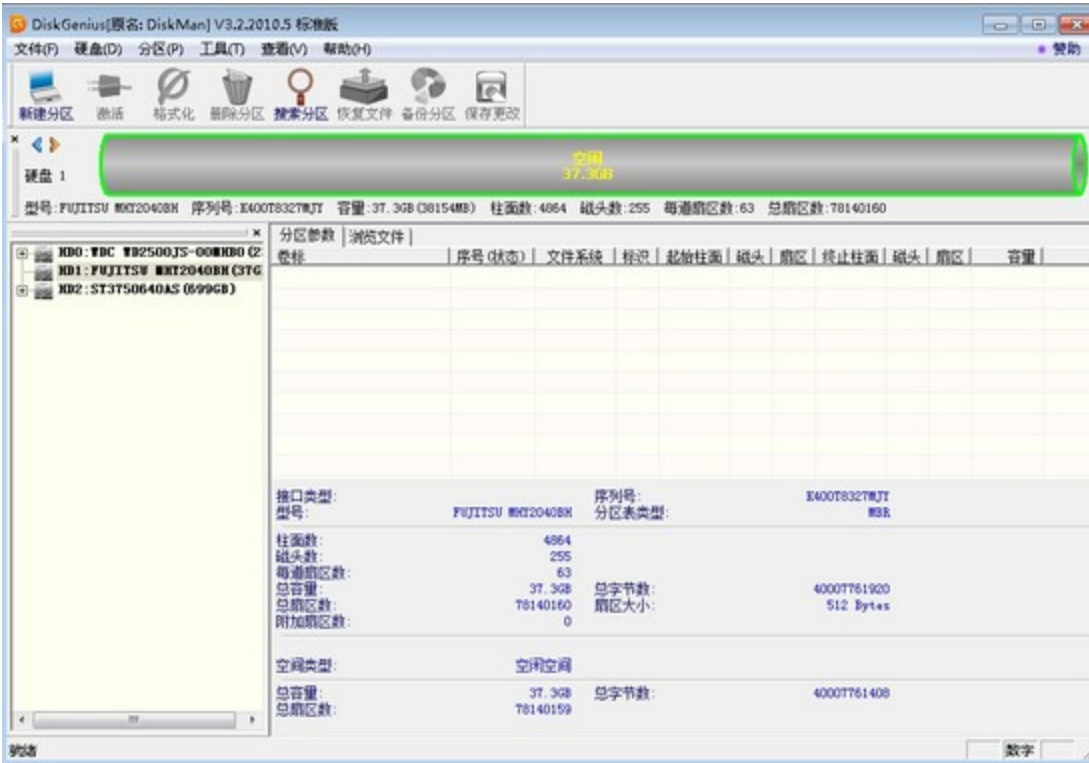 DiskGenius[原名: DiskMan] V3.2.2010.5 标准版
文件(F) 硬盘(D) 分区(P) 工具(T) 查看(V) 帮助(H) 赞助
新建分区 激活 格式化 删除分区 搜索分区 恢复文件 备份分区 保存更改
空闲
37.3GB
硬盘 1
型号:FUJITSU MHT2040BH 序列号:K400T8327MJY 容量:37.3GB(38154MB) 柱面数:4864 磁头数:255 每道扇区数:63 总扇区数:78140160
分区参数 浏览文件
HD0:WDC WD2500JS-00MHB0(2
HD1:FUJITSU MHT2040BH(37G
HD2:ST3750640AS(699GB)
卷标 序号(状态) 文件系统 标识 起始柱面 磁头 扇区 终止柱面 磁头 扇区 容量
接口类型: 序列号: K400T8327MJY
型号: FUJITSU MHT2040BH 分区表类型: MBR
柱面数: 4864
磁头数: 255
每道扇区数: 63
总容量: 37.3GB 总字节数: 40007761920
总扇区数: 78140160 扇区大小: 512 Bytes
附加扇区数: 0
空间类型: 空闲空间
总容量: 37.3GB 总字节数: 40007761408
总扇区数: 78140159
就绪 数字